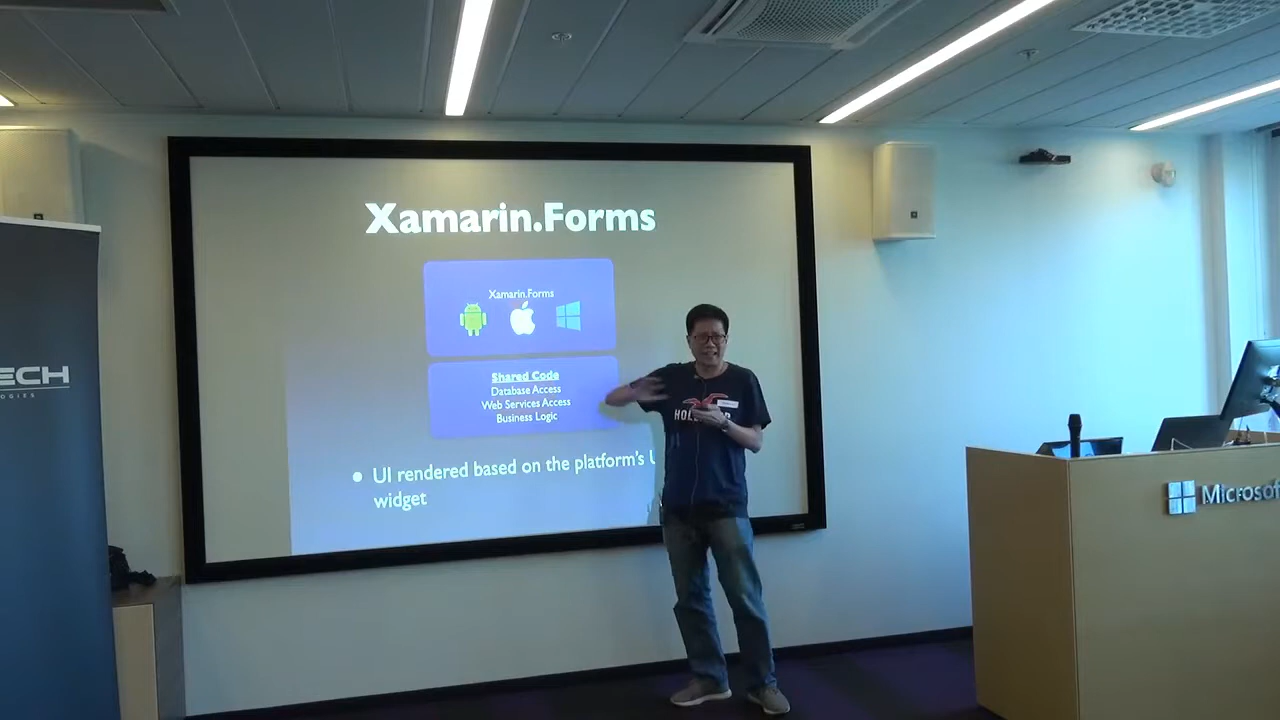 Xamarin.Forms
Xamarin.Forms
Shared Code
Database Access
Web Services Access
Business Logic
• UI rendered based on the platform's
widget
ECH
Microsof